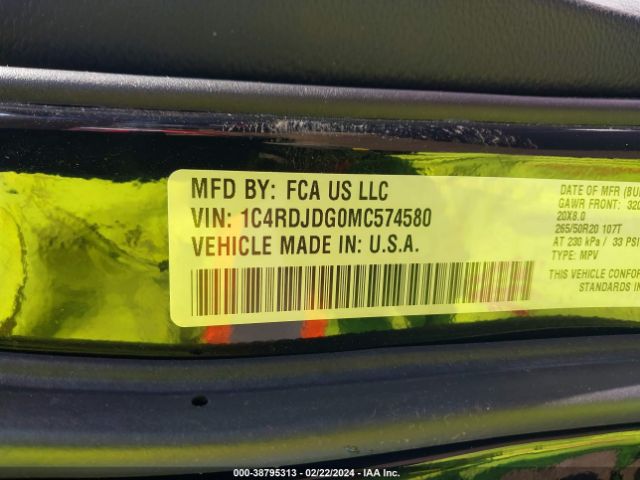 MFD BY: FCA US LLC
VIN: 1C4RDJDG0MC574580
VEHICLE MADE IN: U.S.A.
DATE OF MFR
GAWR FRONT:
20X8.0
265/50R20 107T
AT 230 kPa / 33 PSI
TYPE: MPV
THIS VEHICLE
STANDARDS IN
000-38795313 - 02/22/2024 - IAA Inc.